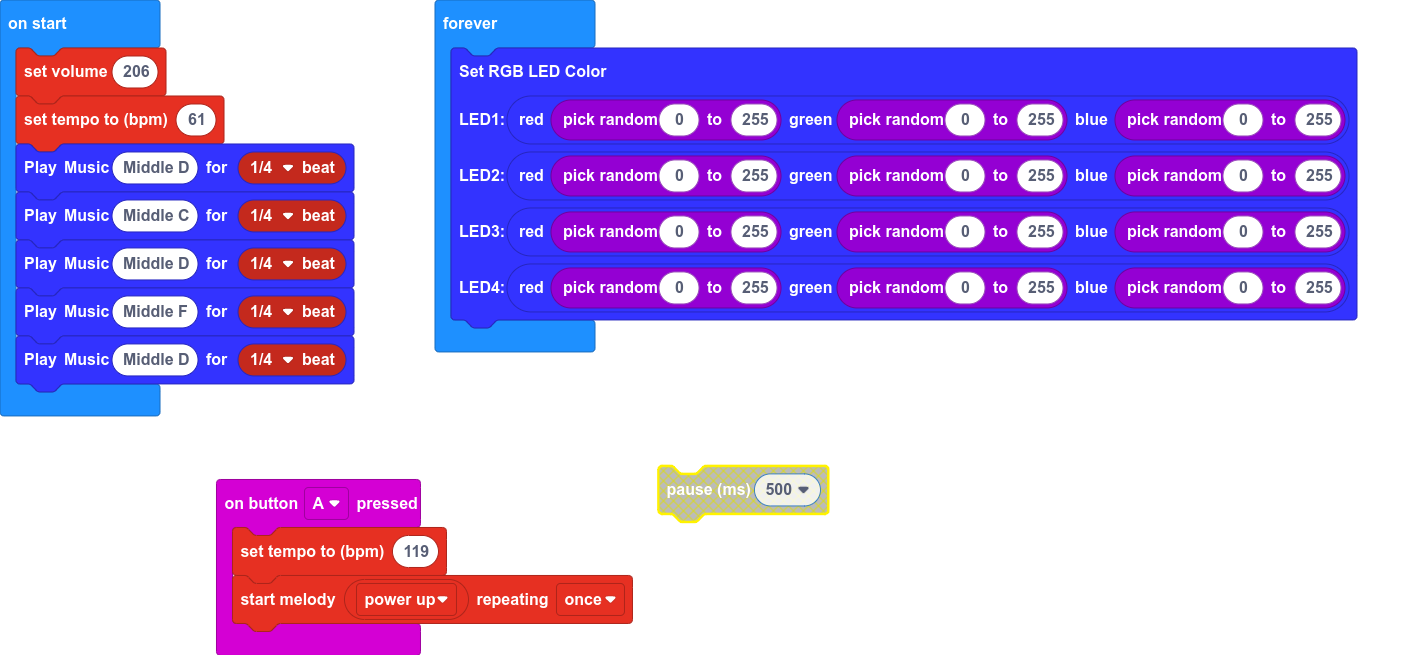 on start
set volume 206
set tempo to (bpm) 61
Play Music Middle D for 1/4 beat
Play Music Middle C for 1/4 beat
Play Music Middle D for 1/4 beat
Play Music Middle F for 1/4 beat
Play Music Middle D for 1/4 beat
forever
Set RGB LED Color
LED1: red pick random 0 to 255 green pick random 0 to 255 blue pick random 0 to 255
LED2: red pick random 0 to 255 green pick random 0 to 255 blue pick random 0 to 255
LED3: red pick random 0 to 255 green pick random 0 to 255 blue pick random 0 to 255
LED4: red pick random 0 to 255 green pick random 0 to 255 blue pick random 0 to 255
on button A pressed
set tempo to (bpm) 119
start melody power up repeating once
pause (ms) 500